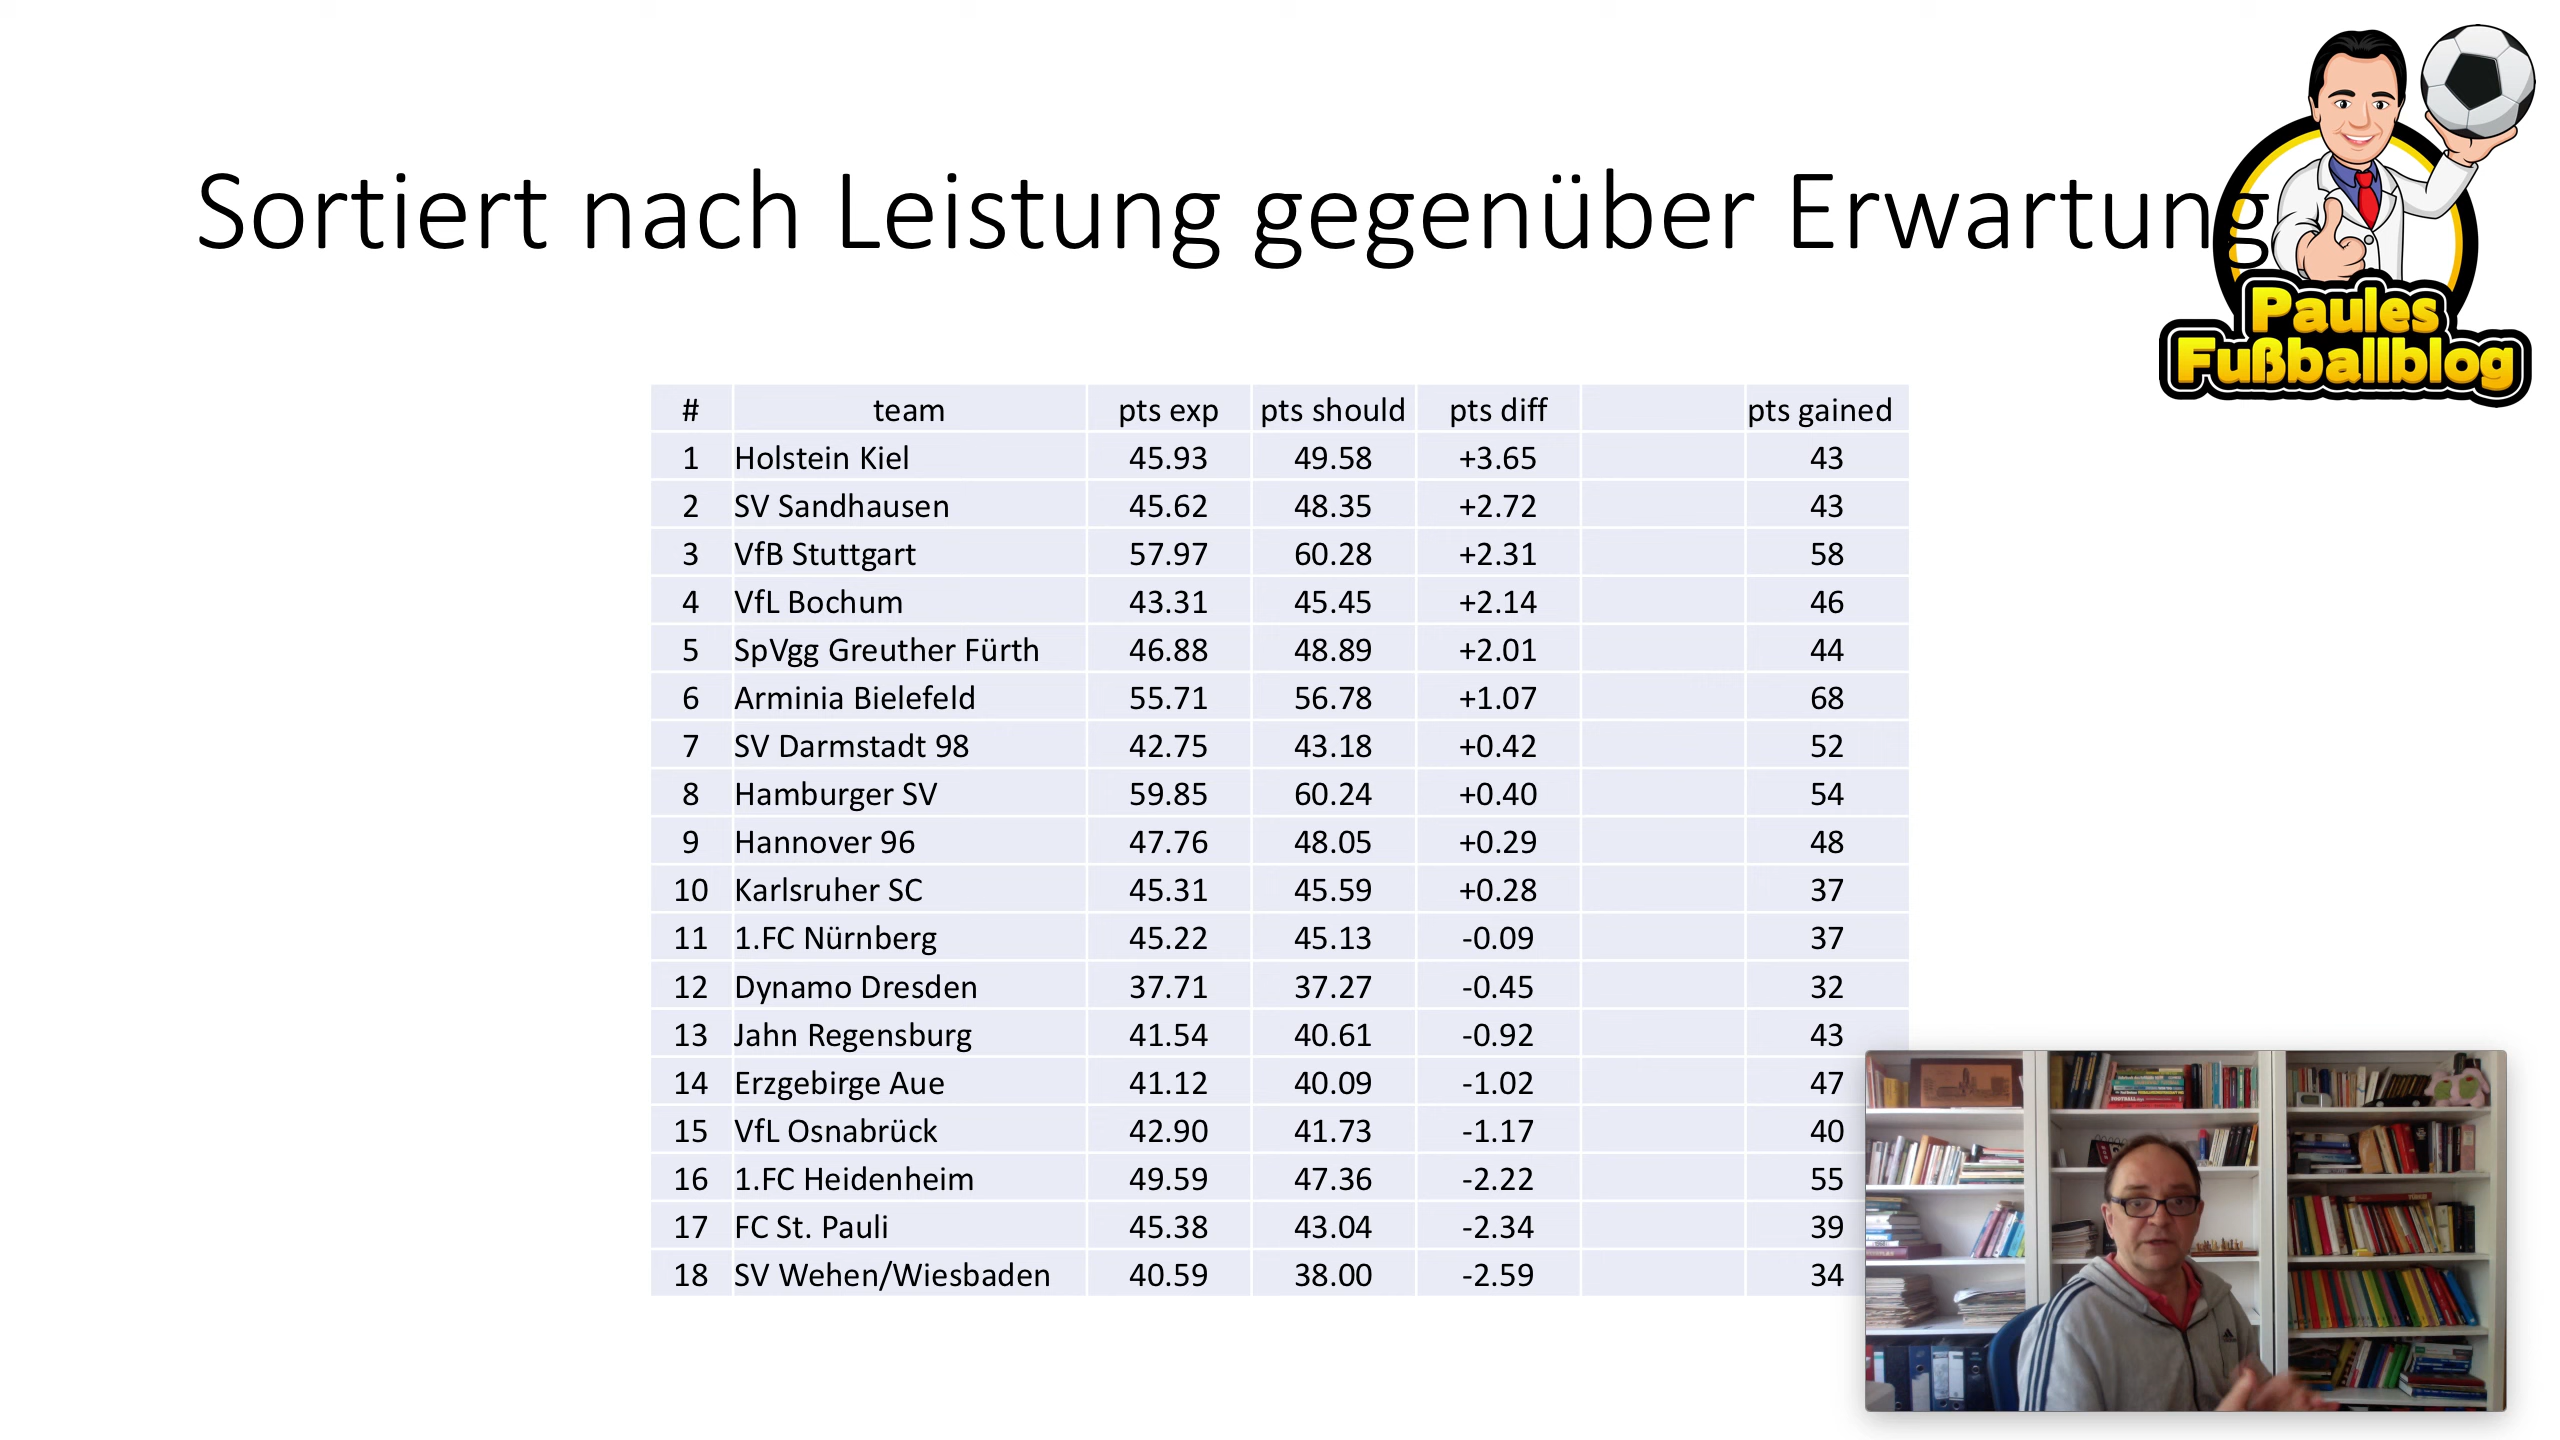 Sortiert nach Leistung gegenüber Erwartung
Paules
Fußballblog
# team pts exp pts should pts diff pts gained
1 Holstein Kiel 45.93 49.58 +3.65 43
2 SV Sandhausen 45.62 48.35 +2.72 43
3 VfB Stuttgart 57.97 60.28 +2.31 58
4 VfL Bochum 43.31 45.45 +2.14 46
5 SpVgg Greuther Fürth 46.88 48.89 +2.01 44
6 Arminia Bielefeld 55.71 56.78 +1.07 68
7 SV Darmstadt 98 42.75 43.18 +0.42 52
8 Hamburger SV 59.85 60.24 +0.40 54
9 Hannover 96 47.76 48.05 +0.29 48
10 Karlsruher SC 45.31 45.59 +0.28 37
11 1.FC Nürnberg 45.22 45.13 -0.09 37
12 Dynamo Dresden 37.71 37.27 -0.45 32
13 Jahn Regensburg 41.54 40.61 -0.92 43
14 Erzgebirge Aue 41.12 40.09 -1.02 47
15 VfL Osnabrück 42.90 41.73 -1.17 40
16 1.FC Heidenheim 49.59 47.36 -2.22 55
17 FC St. Pauli 45.38 43.04 -2.34 39
18 SV Wehen/Wiesbaden 40.59 38.00 -2.59 34